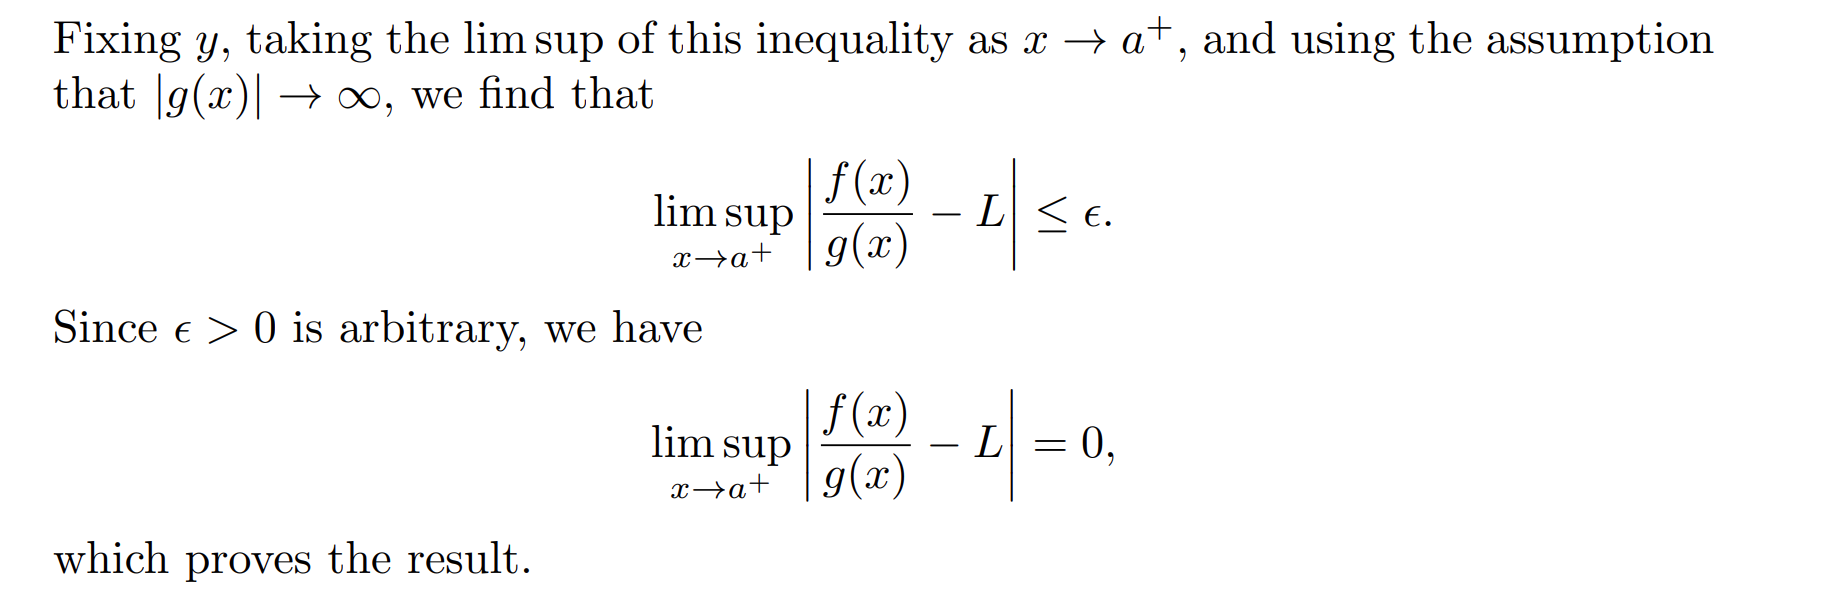 Fixing y, taking the lim sup of this inequality as x → a⁺, and using the assumption
that |g(x)| → ∞, we find that
lim sup_{x→a⁺} |f(x)/g(x) − L| ≤ ϵ.
Since ϵ > 0 is arbitrary, we have
lim sup_{x→a⁺} |f(x)/g(x) − L| = 0,
which proves the result.